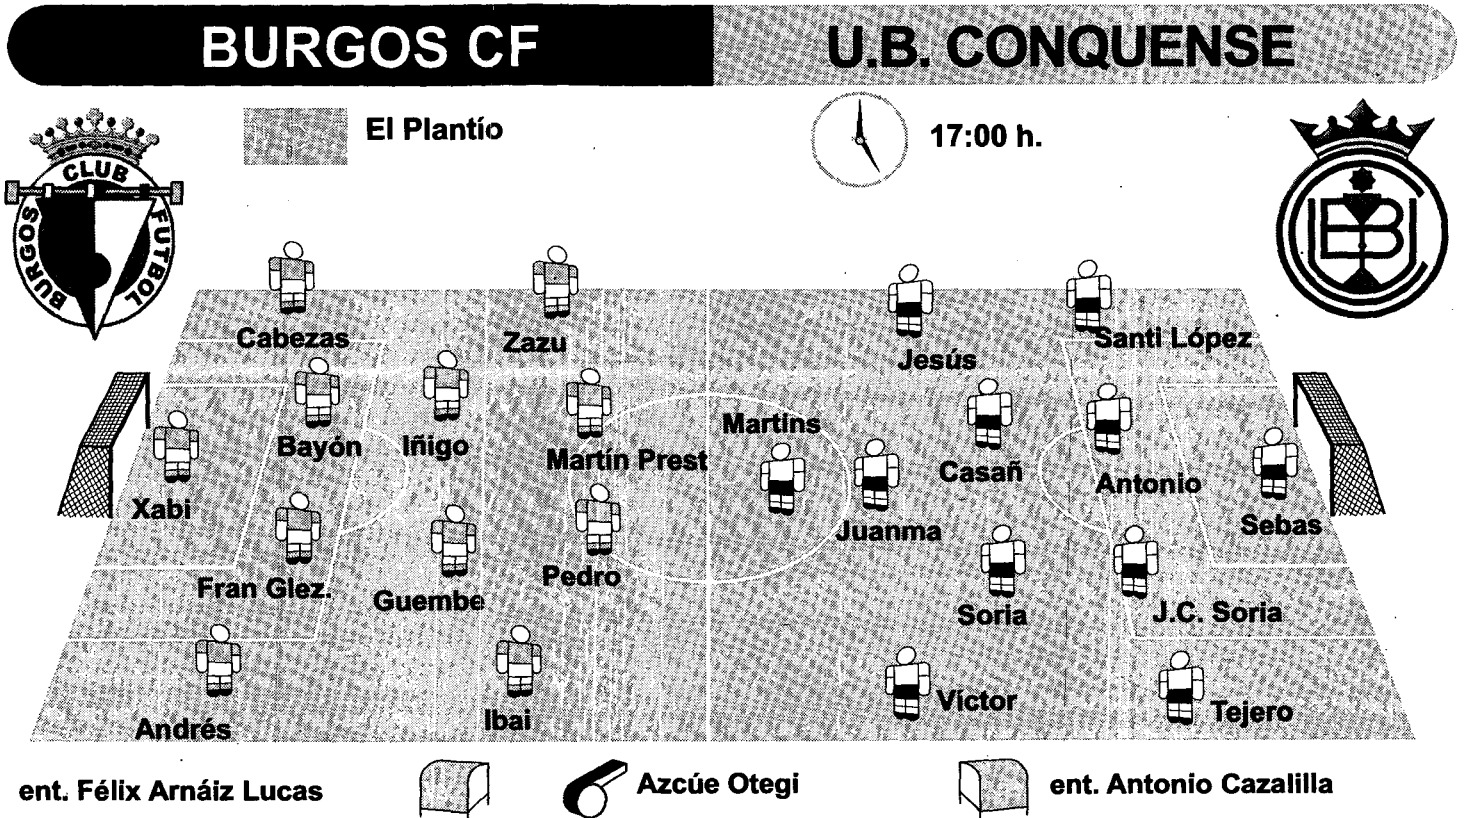 BURGOS CF
U.B. CONQUENSE
El Plantío
17:00 h.
CLUB
BURGOS
FUTBOL
UBC
Cabezas
Zazu
Jesús
Santi López
Bayón
Iñigo
Martín Prest
Martins
Casañ
Antonio
Xabi
Juanma
Sebas
Fran Glez.
Guembe
Pedro
Soria
J.C. Soria
Andrés
Ibai
Víctor
Tejero
ent. Félix Arnáiz Lucas
Azcúe Otegi
ent. Antonio Cazalilla